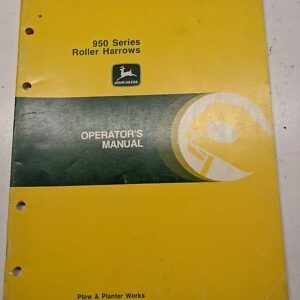 950 Series
Roller Harrows
JOHN DEERE
OPERATOR'S
MANUAL
Plow & Planter Works